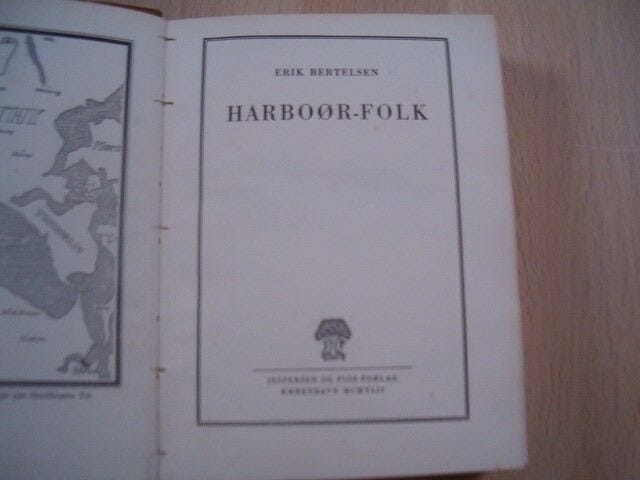 ERIK BERTELSEN
HARBOØR-FOLK
JESPERSEN OG PIOS FORLAG
KØBENHAVN MCMXLII